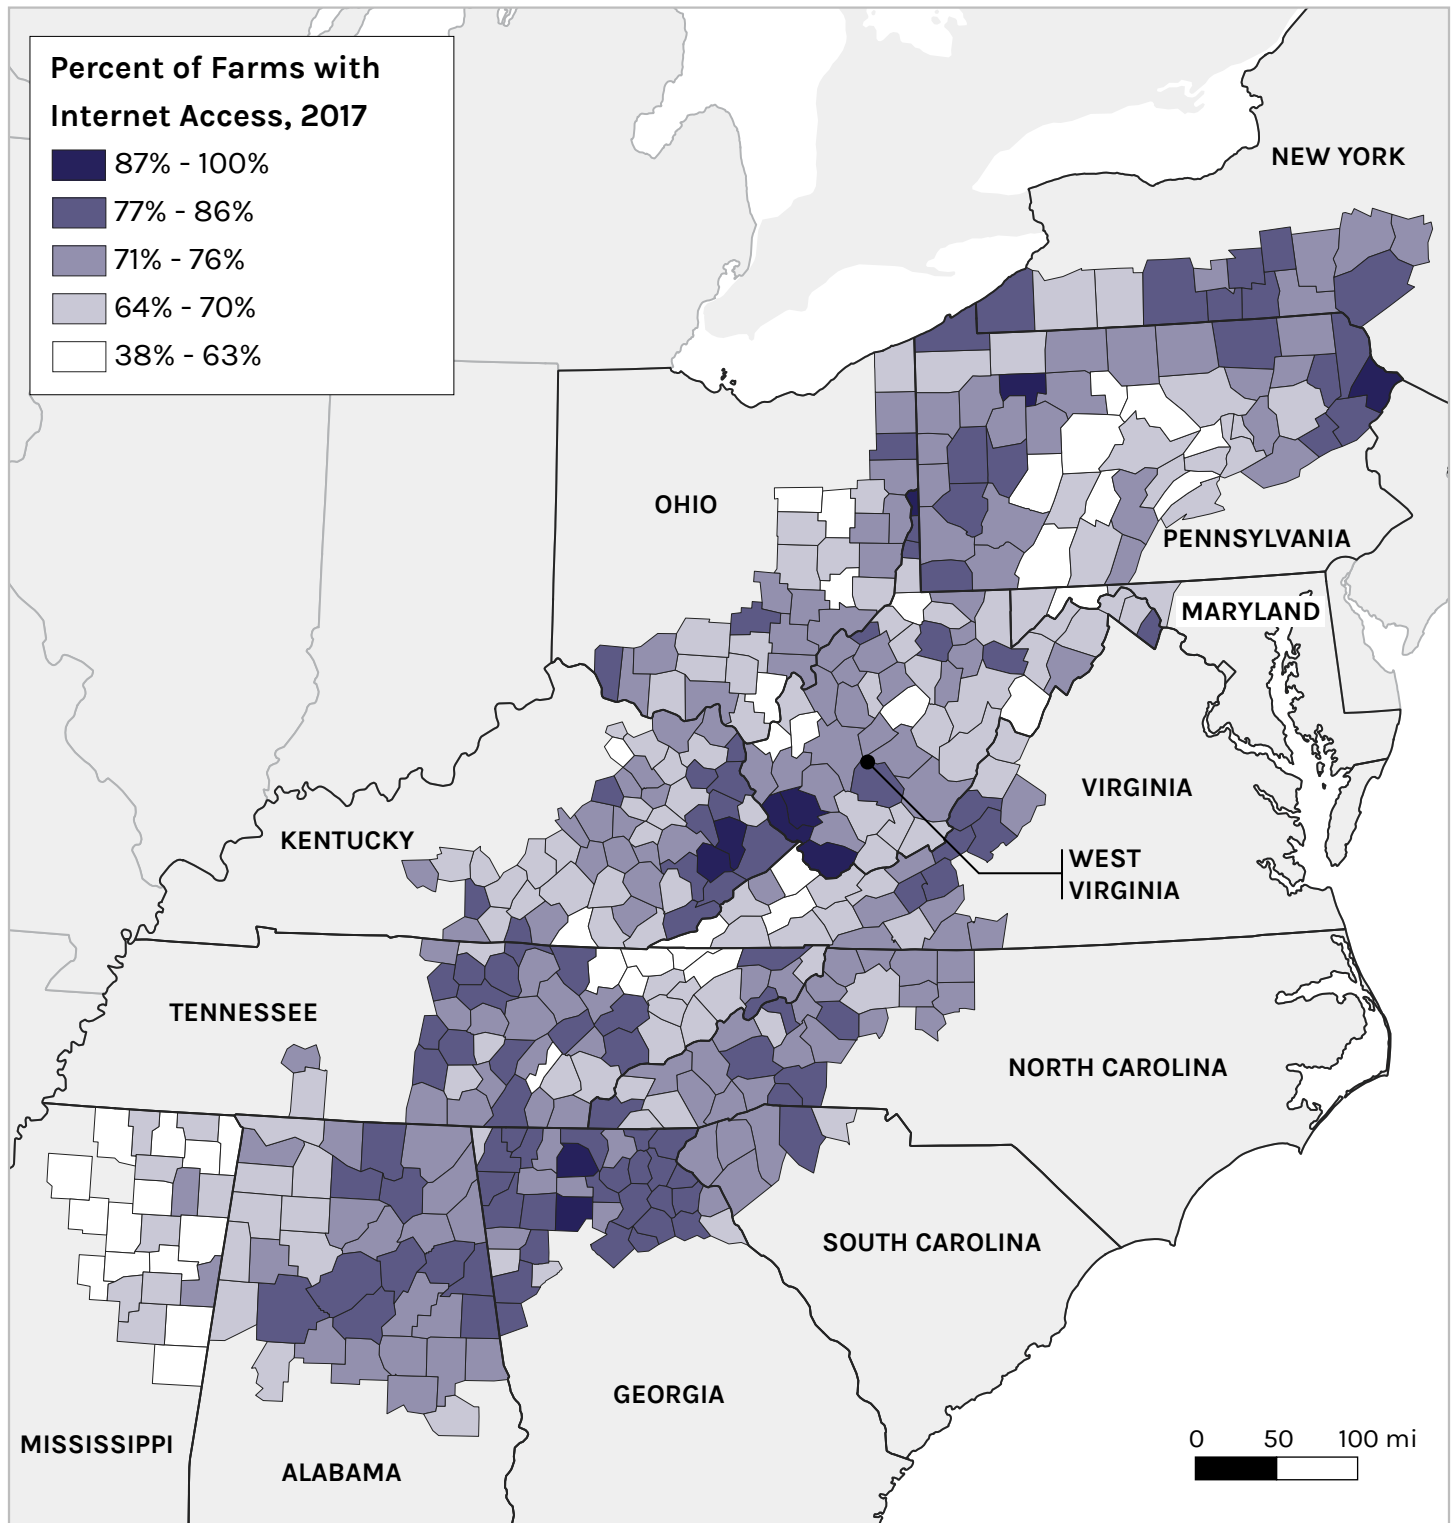 Percent of Farms with
Internet Access, 2017
87% - 100%
77% - 86%
71% - 76%
64% - 70%
38% - 63%
NEW YORK
OHIO
PENNSYLVANIA
MARYLAND
VIRGINIA
KENTUCKY
WEST
VIRGINIA
TENNESSEE
NORTH CAROLINA
SOUTH CAROLINA
GEORGIA
MISSISSIPPI
ALABAMA
0 50 100 mi